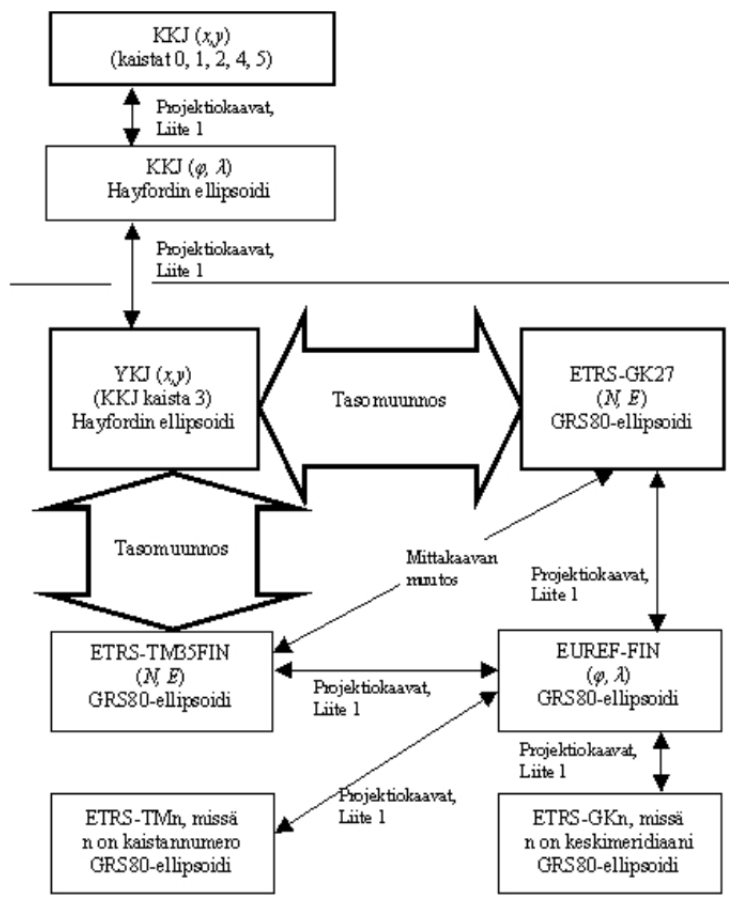 KKJ (x,y)
(kaistat 0, 1, 2, 4, 5)
Projektiokaavat,
Liite 1
KKJ (φ, λ)
Hayfordin ellipsoidi
Projektiokaavat,
Liite 1
YKJ (x,y)
(KKJ kaista 3)
Hayfordin ellipsoidi
Tasomuunnos
ETRS-GK27
(N, E)
GRS80-ellipsoidi
Tasomuunnos
Mittakaavan
muutos
Projektiokaavat,
Liite 1
ETRS-TM35FIN
(N, E)
GRS80-ellipsoidi
Projektiokaavat,
Liite 1
EUREF-FIN
(φ, λ)
GRS80-ellipsoidi
Projektiokaavat,
Liite 1
Projektiokaavat,
Liite 1
ETRS-TMn, missä
n on kaistannumero
GRS80-ellipsoidi
ETRS-GKn, missä
n on keskimeridiaani
GRS80-ellipsoidi